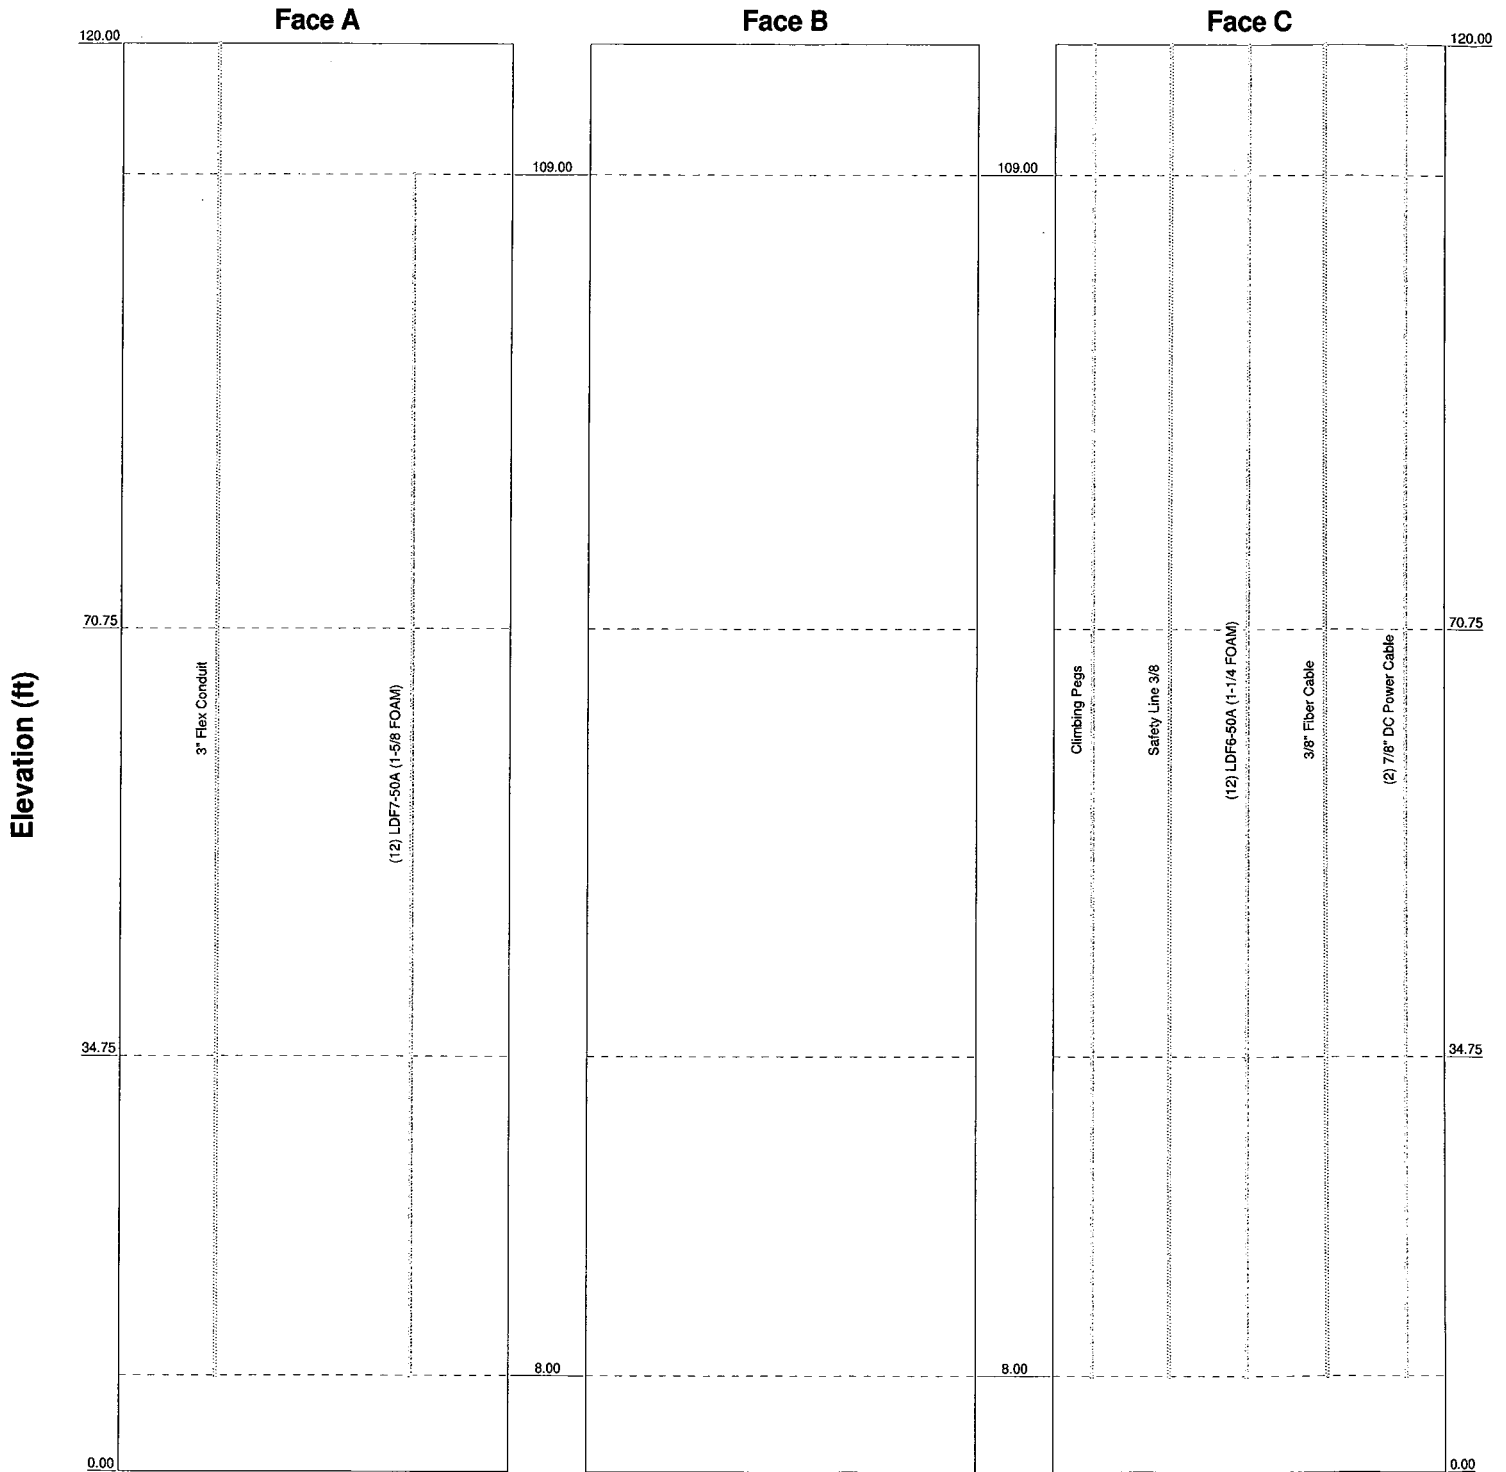 Face A
Face B
Face C
120.00
120.00
109.00
109.00
70.75
70.75
3" Flex Conduit
(12) LDF7-50A (1-5/8 FOAM)
Climbing Pegs
Safety Line 3/8
(12) LDF6-50A (1-1/4 FOAM)
3/8" Fiber Cable
(2) 7/8" DC Power Cable
Elevation (ft)
34.75
34.75
8.00
8.00
0.00
0.00